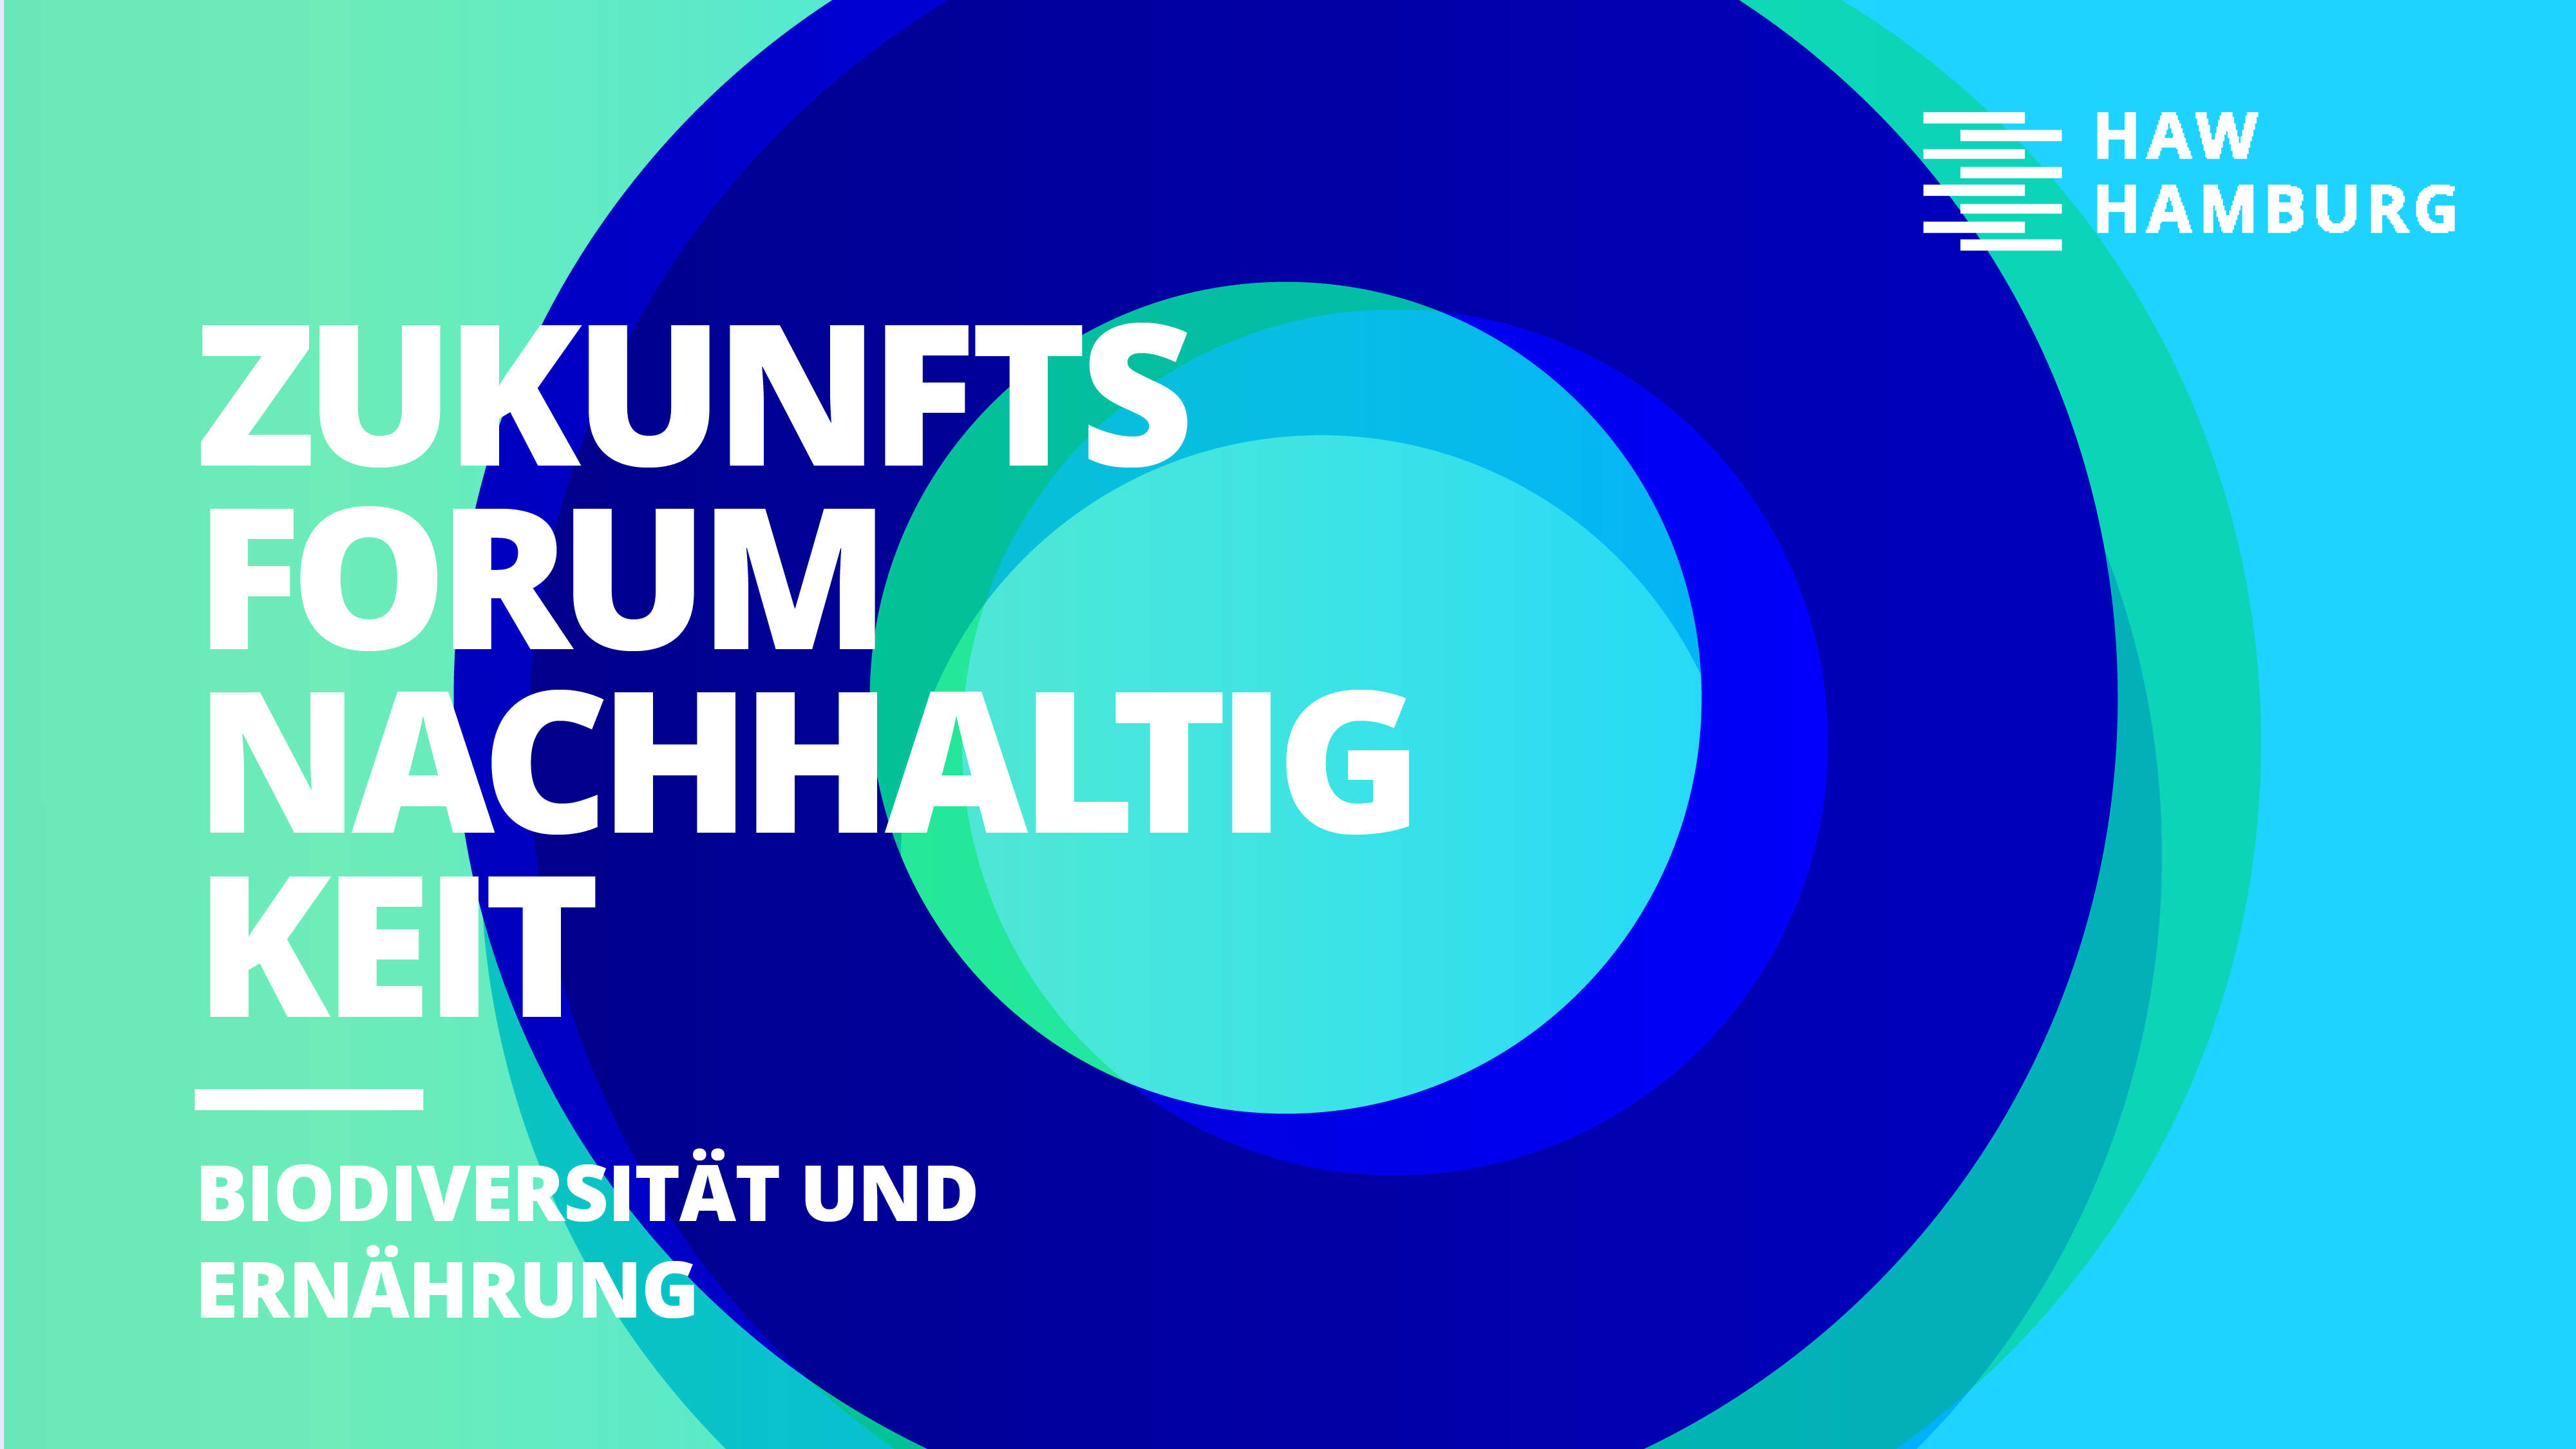 HAW
HAMBURG
ZUKUNFTS
FORUM
NACHHALTIG
KEIT
BIODIVERSITÄT UND
ERNÄHRUNG